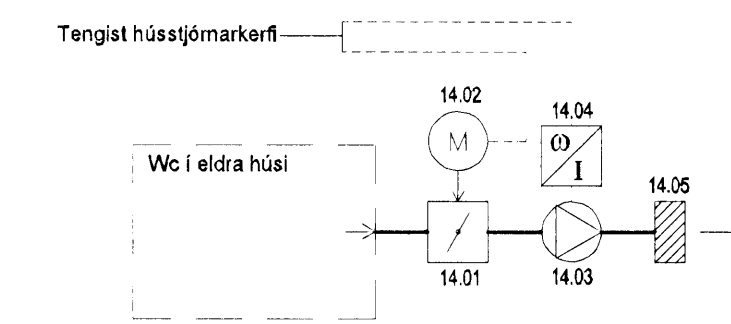 Tengist hússtjórnarkerfi
14.02
14.04
M
ω
I
Wc í eldra húsi
14.05
14.01
14.03